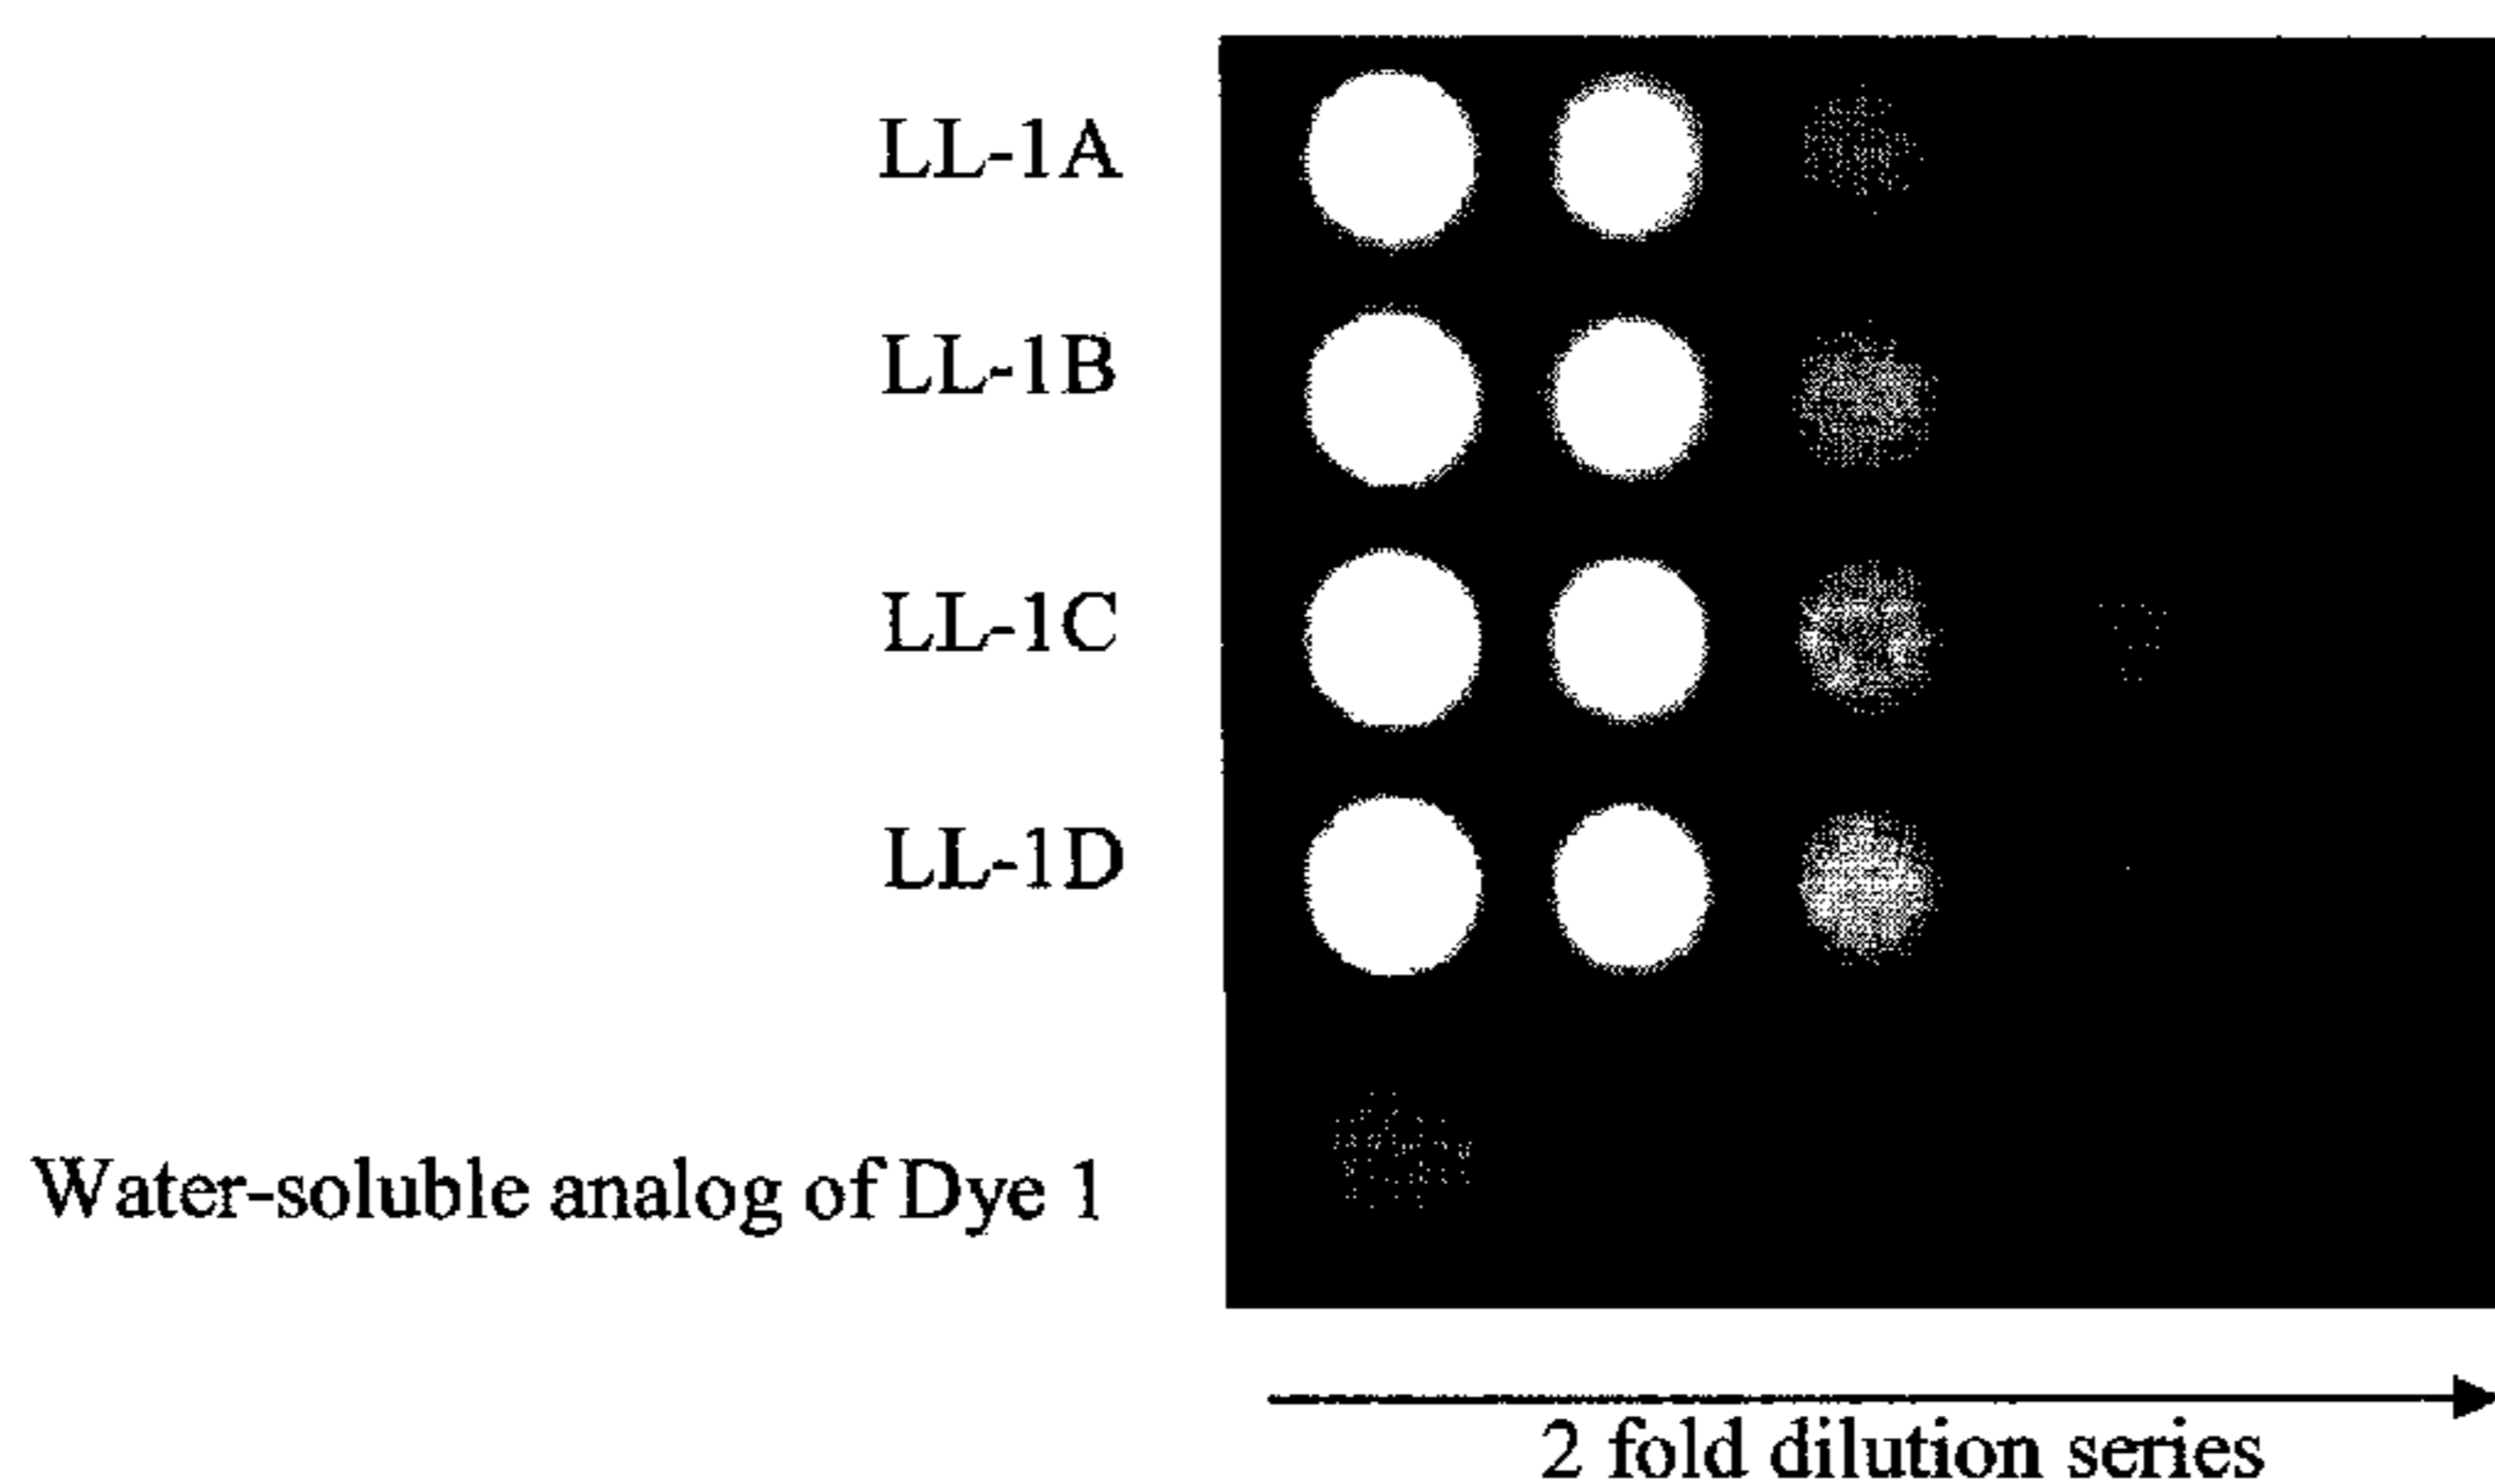 LL-1A
LL-1B
LL-1C
LL-1D
Water-soluble analog of Dye 1
2 fold dilution series